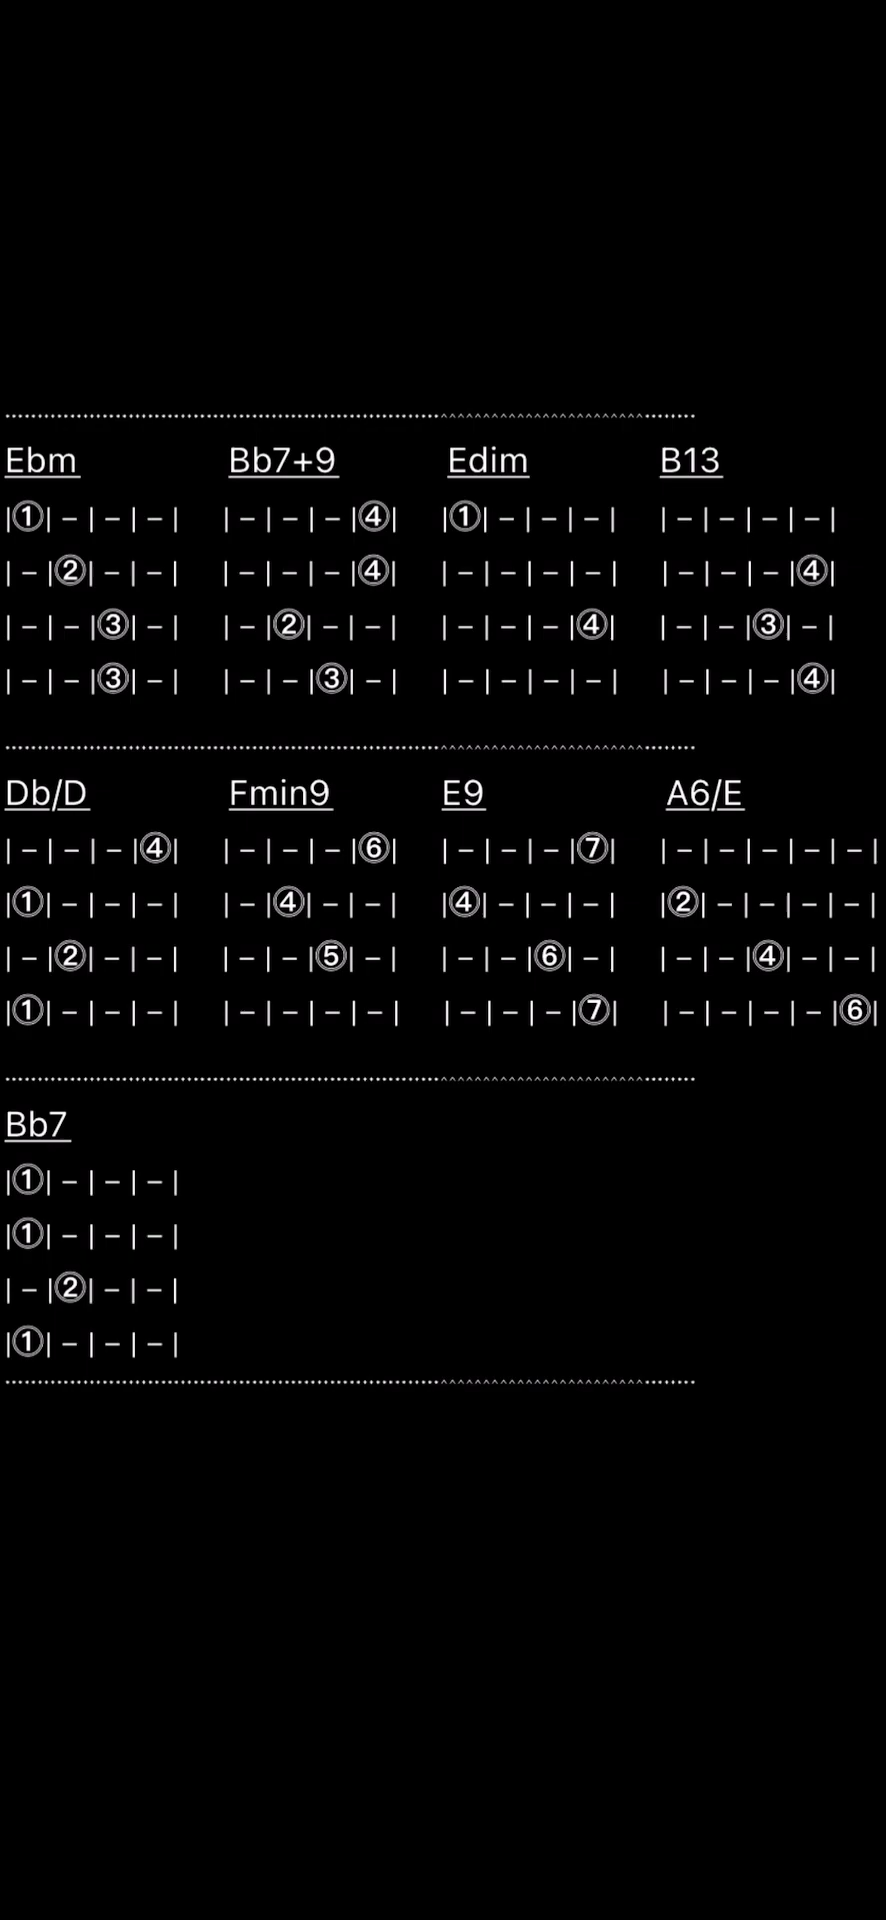 Ebm Bb7+9 Edim B13
|①| – | – | – | | – | – | – |④| |①| – | – | – | | – | – | – | – |
| – |②| – | – | | – | – | – |④| | – | – | – | – | | – | – | – |④|
| – | – |③| – | | – |②| – | – | | – | – | – |④| | – | – |③| – |
| – | – |③| – | | – | – |③| – | | – | – | – | – | | – | – | – |④|
Db/D Fmin9 E9 A6/E
| – | – | – |④| | – | – | – |⑥| | – | – | – |⑦| | – | – | – | – | – |
|①| – | – | – | | – |④| – | – | |④| – | – | – | |②| – | – | – | – |
| – |②| – | – | | – | – |⑤| – | | – | – |⑥| – | | – | – |④| – | – |
|①| – | – | – | | – | – | – | – | | – | – | – |⑦| | – | – | – | – |⑥|
Bb7
|①| – | – | – |
|①| – | – | – |
| – |②| – | – |
|①| – | – | – |